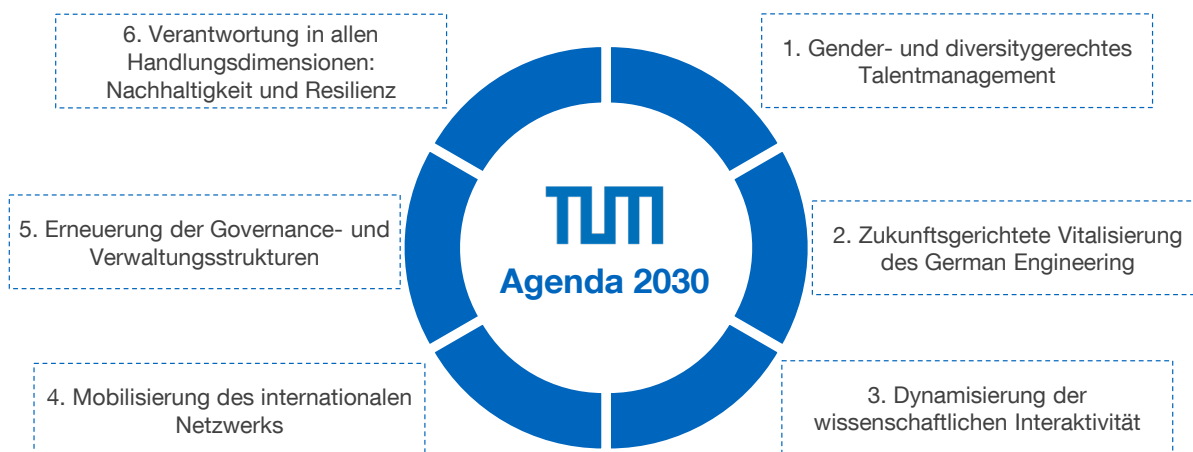 6. Verantwortung in allen
Handlungsdimensionen:
Nachhaltigkeit und Resilienz
1. Gender- und diversitygerechtes
Talentmanagement
5. Erneuerung der Governance- und
Verwaltungsstrukturen
TUM
Agenda 2030
2. Zukunftsgerichtete Vitalisierung
des German Engineering
4. Mobilisierung des internationalen
Netzwerks
3. Dynamisierung der
wissenschaftlichen Interaktivität